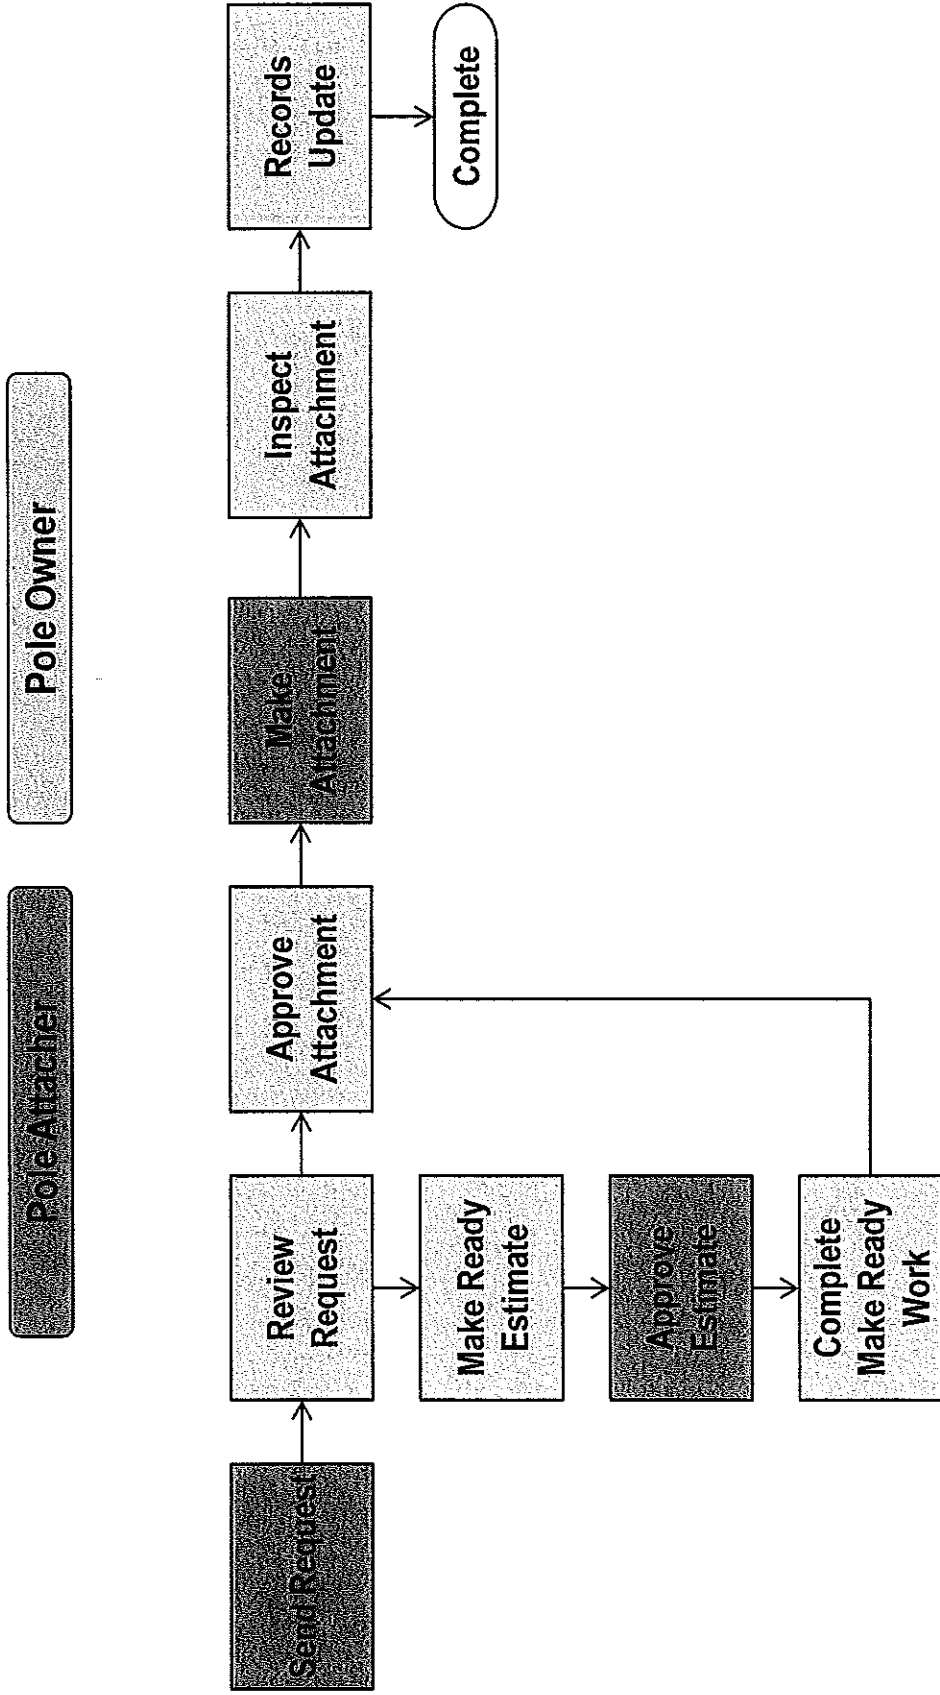 Pole Attacher
Pole Owner
Send Request
Review
Request
Approve
Attachment
Make
Attachment
Inspect
Attachment
Records
Update
Make Ready
Estimate
Approve
Estimate
Complete
Make Ready
Work
Complete